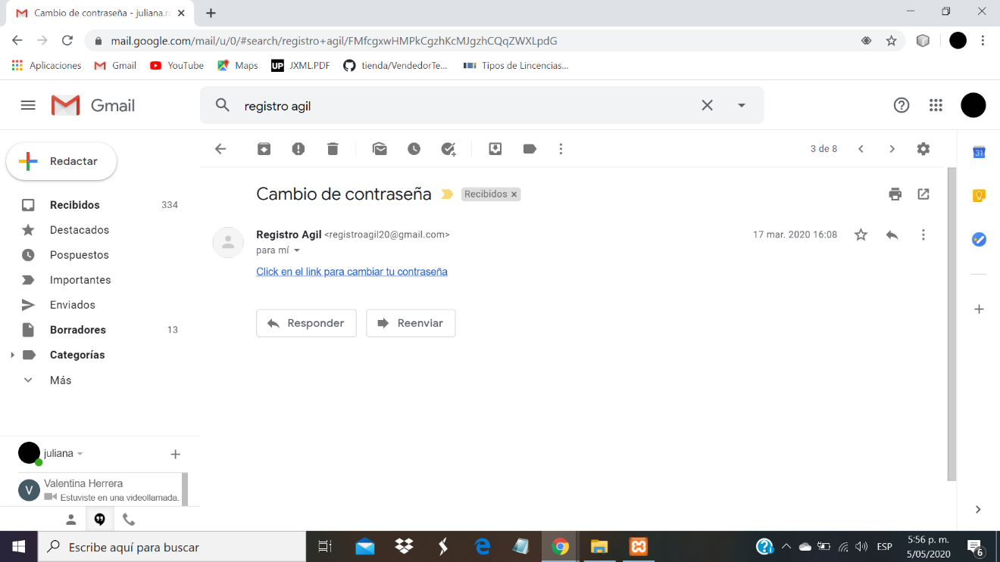 Cambio de contraseña - juliana.r
mail.google.com/mail/u/0/#search/registro+agil/FMfcgxwHMPkCgzhKcMJgzhCQqZWXLpdG
Aplicaciones Gmail YouTube Maps UP JXML.PDF tienda/VendedorTe... Tipos de Lincencias...
Gmail registro agil
Redactar 3 de 8 31
Cambio de contraseña Recibidos
Recibidos 334
Destacados
Pospuestos
Importantes
Enviados
Borradores 13
Categorías
Más
Registro Agil <registroagil20@gmail.com> 17 mar. 2020 16:08
para mí
Click en el link para cambiar tu contraseña
Responder Reenviar
juliana
V Valentina Herrera
Estuviste en una videollamada.
Escribe aquí para buscar ESP 5:56 p. m.
5/05/2020 6